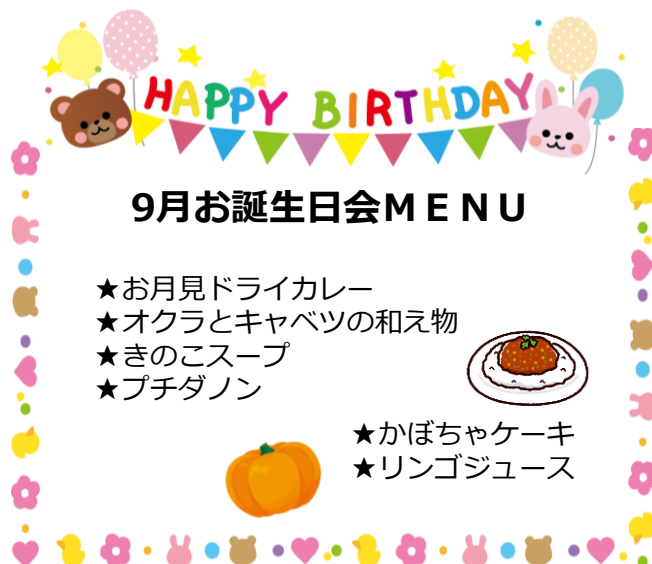 HAPPY BIRTHDAY
9月お誕生日会ＭＥＮＵ
★お月見ドライカレー
★オクラとキャベツの和え物
★きのこスープ
★プチダノン
★かぼちゃケーキ
★リンゴジュース